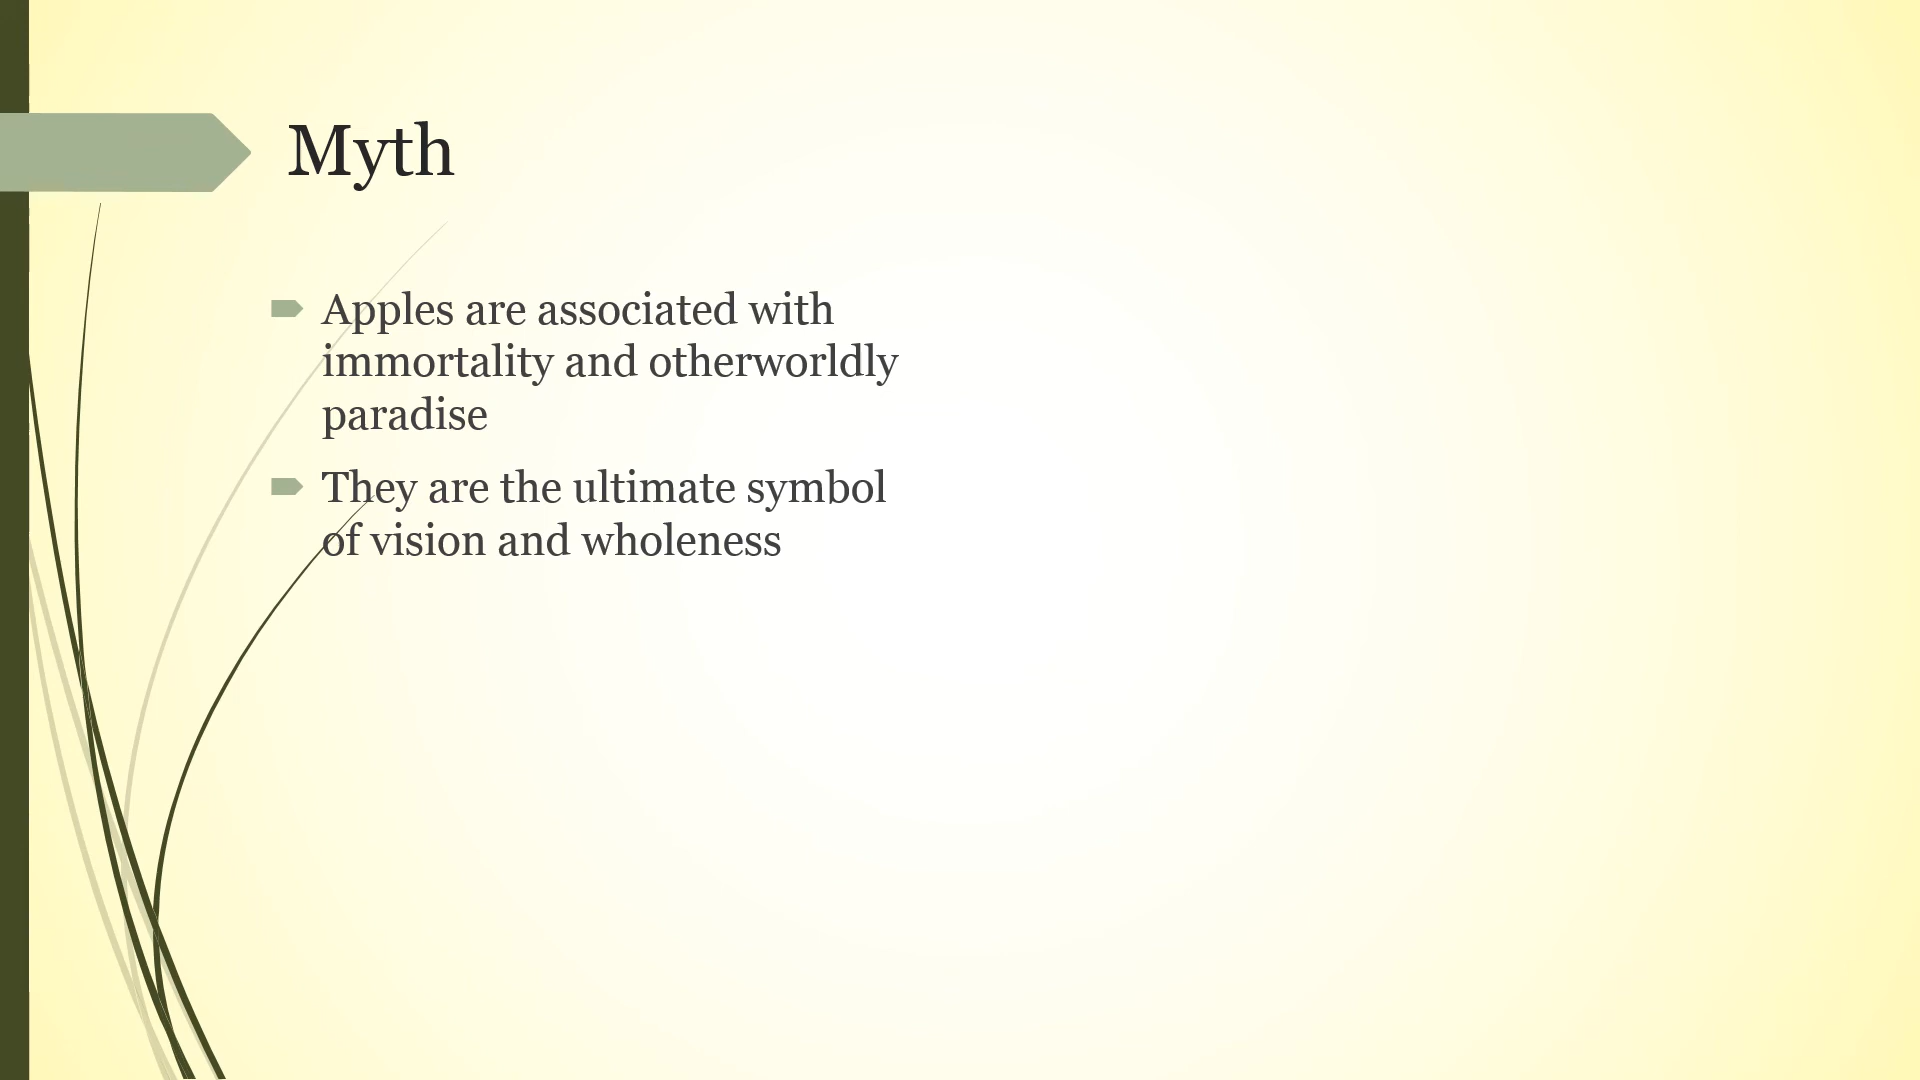 Myth
Apples are associated with
immortality and otherworldly
paradise
They are the ultimate symbol
of vision and wholeness